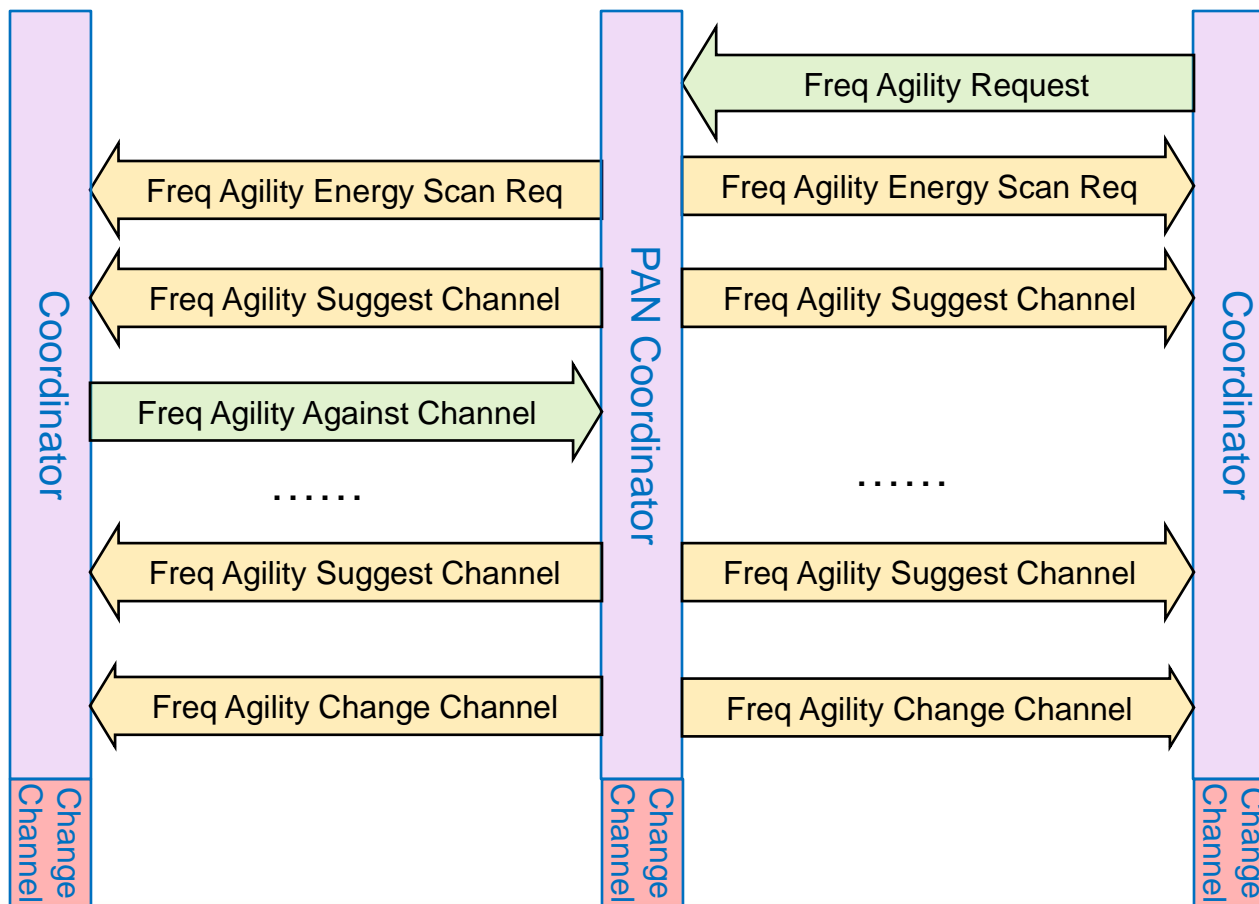 Freq Agility Request
Freq Agility Energy Scan Req
Freq Agility Energy Scan Req
Freq Agility Suggest Channel
Freq Agility Suggest Channel
Coordinator
PAN Coordinator
Coordinator
Freq Agility Against Channel
......
......
Freq Agility Suggest Channel
Freq Agility Suggest Channel
Freq Agility Change Channel
Freq Agility Change Channel
Change
Channel
Change
Channel
Change
Channel